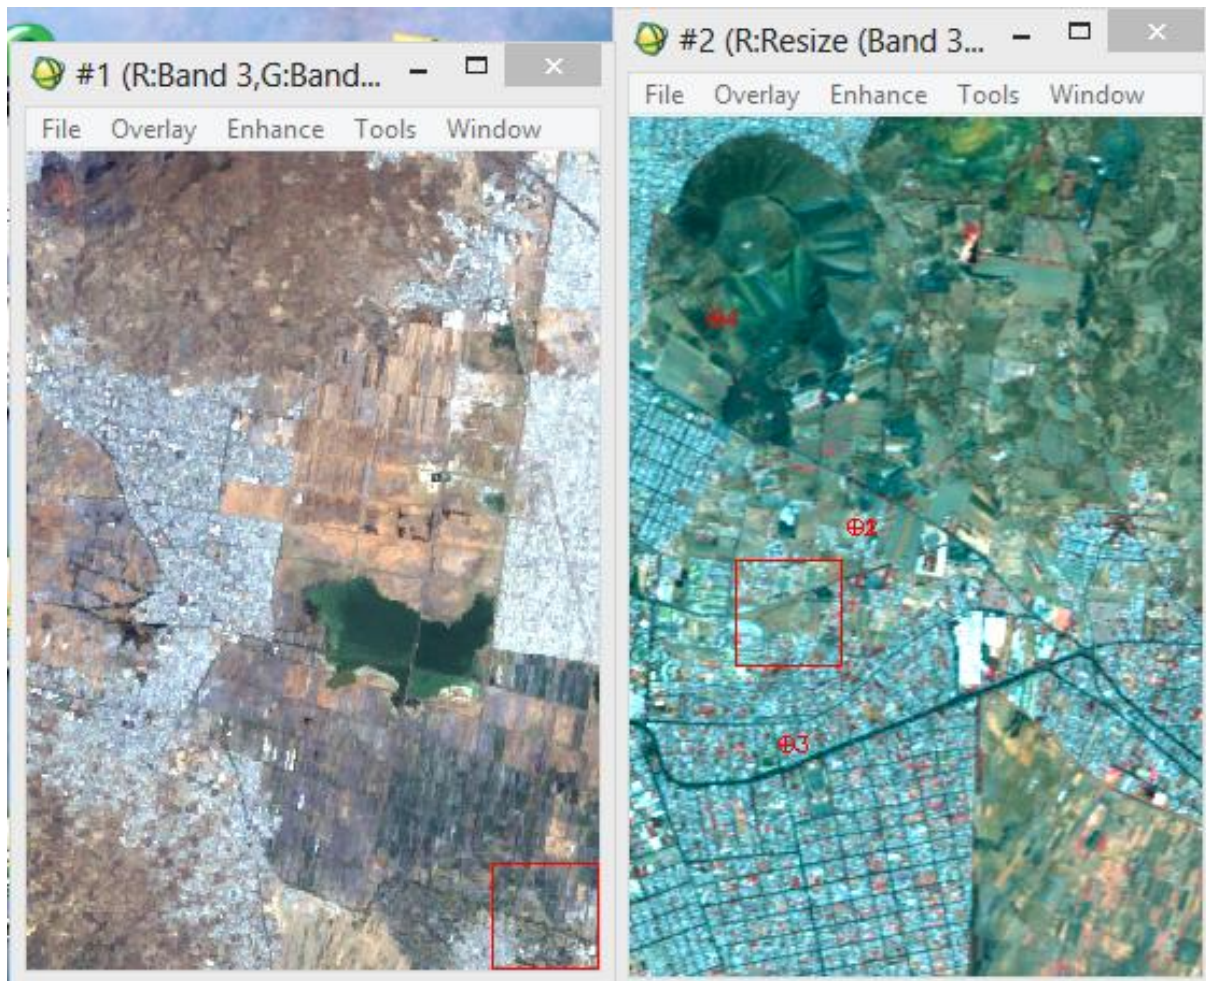 #1 (R:Band 3,G:Band...
File Overlay Enhance Tools Window
#2 (R:Resize (Band 3...
File Overlay Enhance Tools Window
3